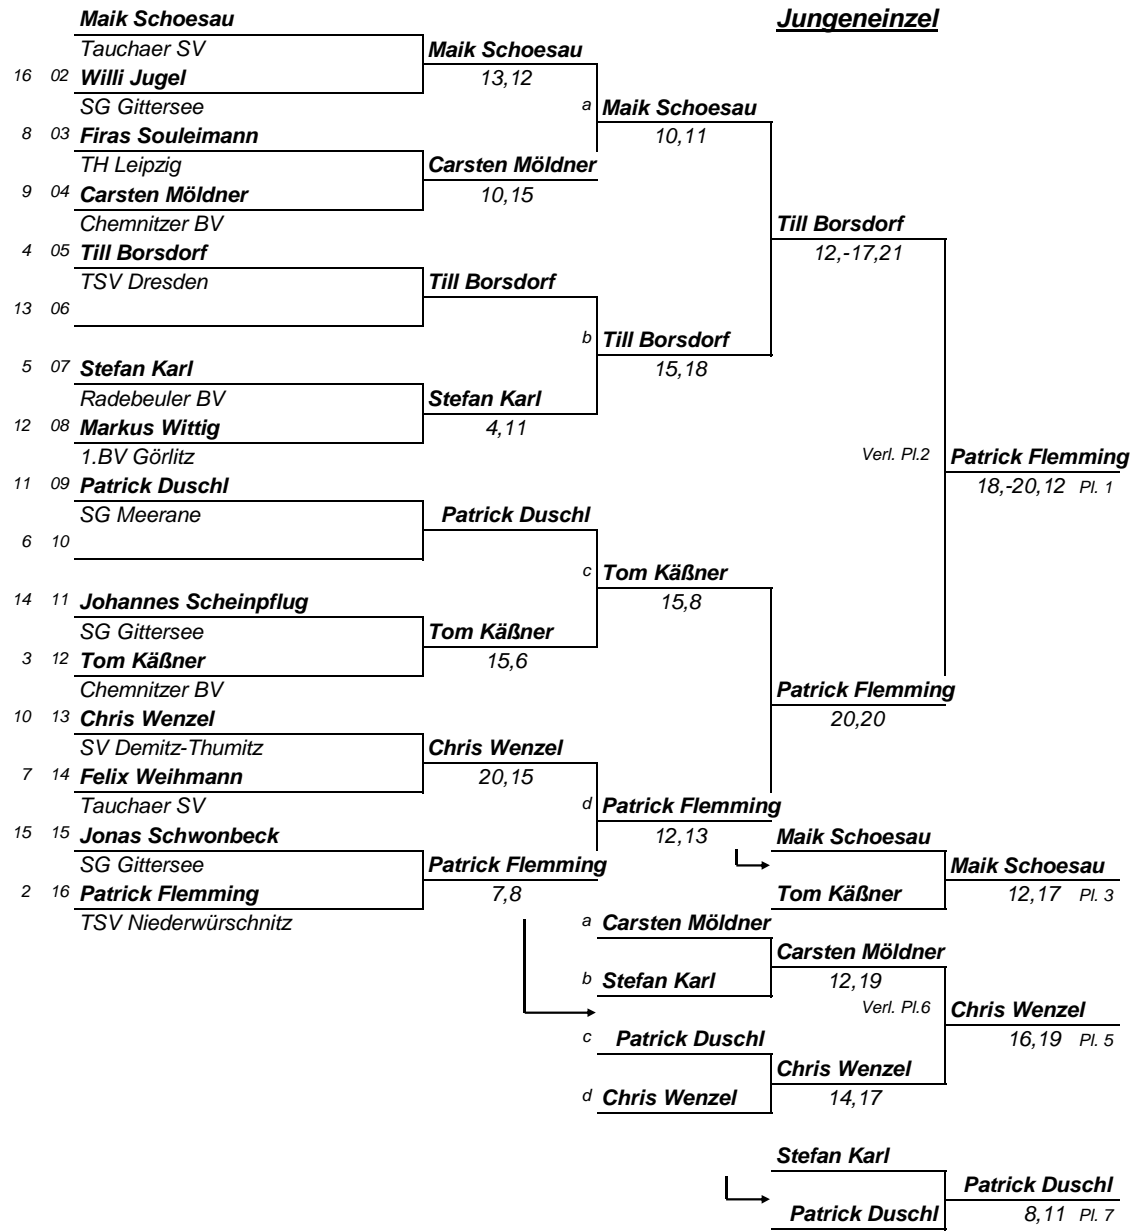 Maik Schoesau
Jungeneinzel
Tauchaer SV
Maik Schoesau
16 02 Willi Jugel
13,12
SG Gittersee
a Maik Schoesau
8 03 Firas Souleimann
10,11
TH Leipzig
Carsten Möldner
9 04 Carsten Möldner
10,15
Chemnitzer BV
Till Borsdorf
4 05 Till Borsdorf
12,-17,21
TSV Dresden
Till Borsdorf
13 06
b Till Borsdorf
5 07 Stefan Karl
15,18
Radebeuler BV
Stefan Karl
12 08 Markus Wittig
4,11
1.BV Görlitz
Verl. Pl.2 Patrick Flemming
11 09 Patrick Duschl
18,-20,12 Pl. 1
SG Meerane
Patrick Duschl
6 10
c Tom Käßner
14 11 Johannes Scheinpflug
15,8
SG Gittersee
Tom Käßner
3 12 Tom Käßner
15,6
Chemnitzer BV
Patrick Flemming
10 13 Chris Wenzel
20,20
SV Demitz-Thumitz
Chris Wenzel
7 14 Felix Weihmann
20,15
Tauchaer SV
d Patrick Flemming
15 15 Jonas Schwonbeck
12,13
Maik Schoesau
SG Gittersee
Patrick Flemming
Maik Schoesau
2 16 Patrick Flemming
7,8
Tom Käßner
12,17 Pl. 3
TSV Niederwürschnitz
a Carsten Möldner
Carsten Möldner
b Stefan Karl
12,19
Verl. Pl.6 Chris Wenzel
c Patrick Duschl
16,19 Pl. 5
Chris Wenzel
d Chris Wenzel
14,17
Stefan Karl
Patrick Duschl
Patrick Duschl
8,11 Pl. 7